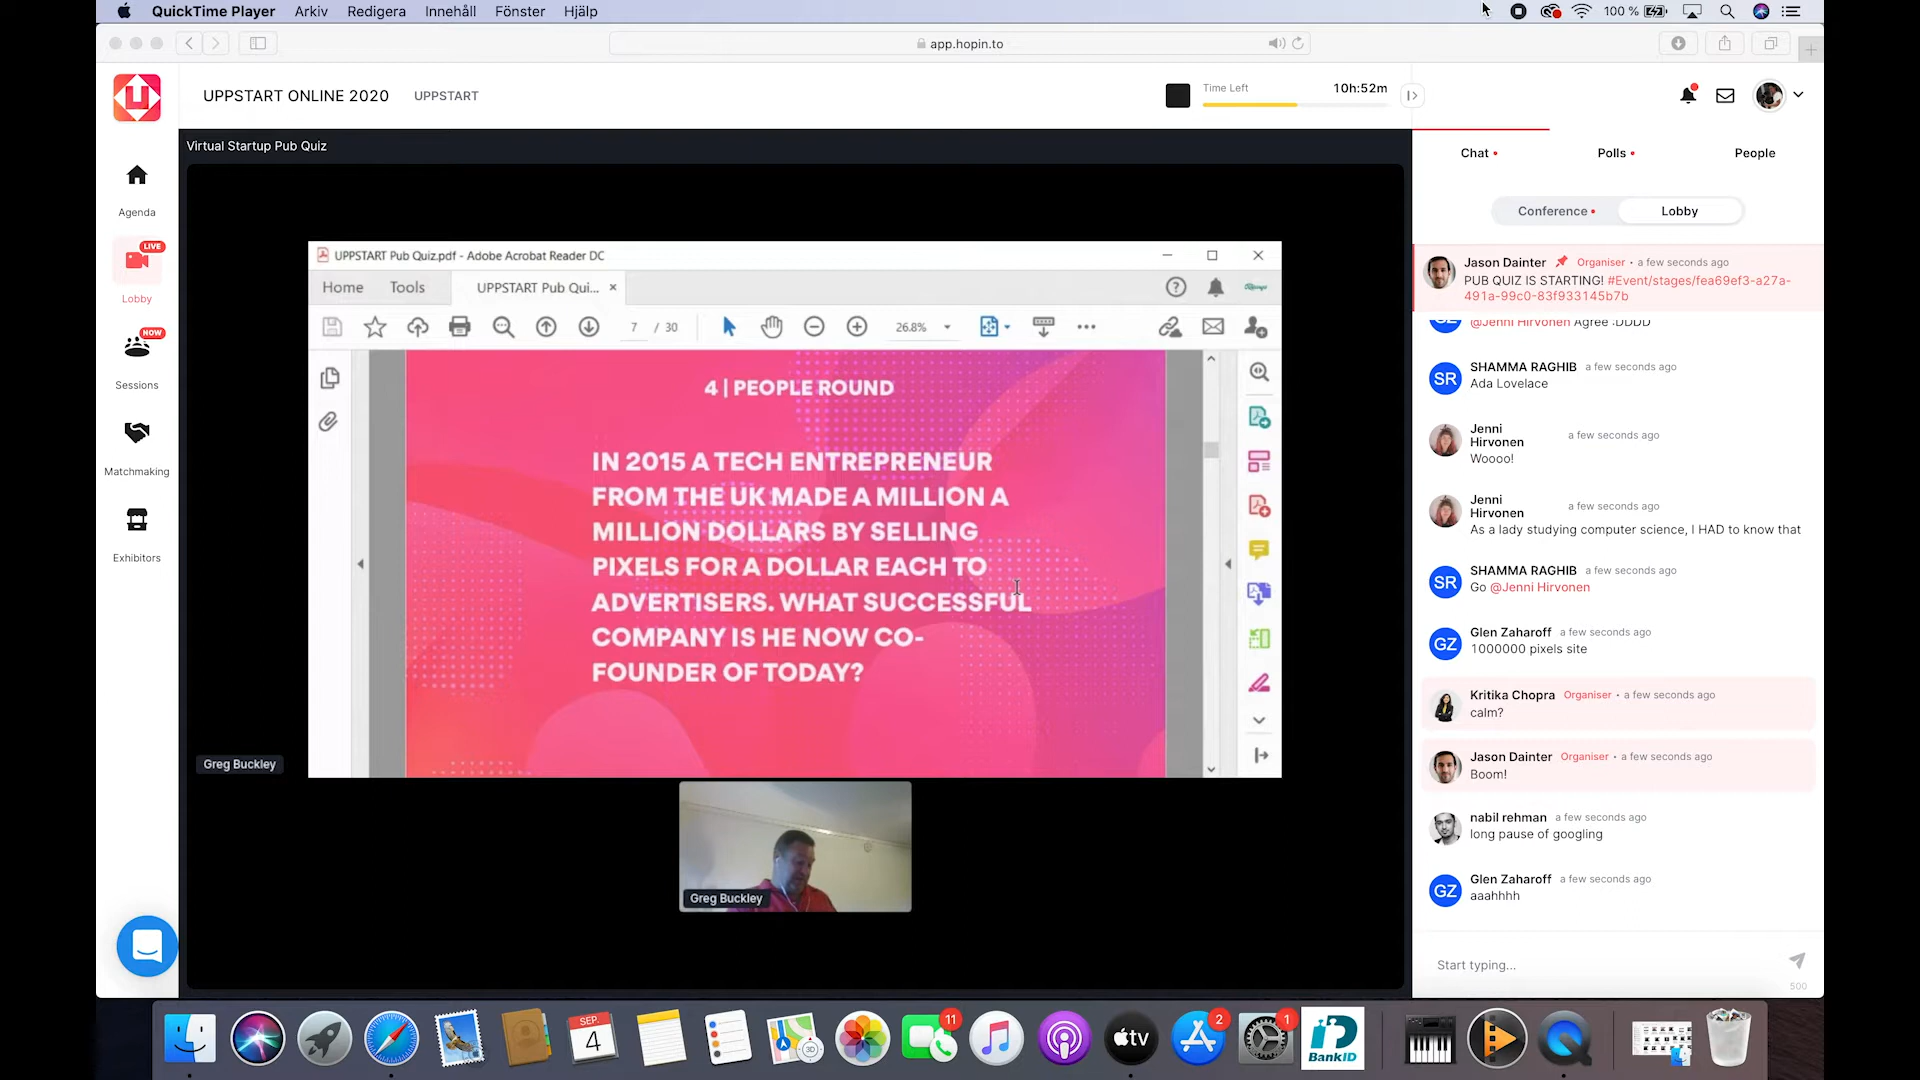 QuickTime Player Arkiv Redigera Innehåll Fönster Hjälp
100 %
app.hopin.to
UPPSTART ONLINE 2020 UPPSTART
Time Left 10h:52m
Virtual Startup Pub Quiz
Agenda
LIVE
Lobby
NOW
Sessions
Matchmaking
Exhibitors
UPPSTART Pub Quiz.pdf - Adobe Acrobat Reader DC
Home Tools UPPSTART Pub Qui... ×
7 / 30 26.8%
4 | PEOPLE ROUND
IN 2015 A TECH ENTREPRENEUR
FROM THE UK MADE A MILLION A
MILLION DOLLARS BY SELLING
PIXELS FOR A DOLLAR EACH TO
ADVERTISERS. WHAT SUCCESSFUL
COMPANY IS HE NOW CO-
FOUNDER OF TODAY?
Greg Buckley
Greg Buckley
Chat Polls People
Conference Lobby
Jason Dainter Organiser • a few seconds ago
PUB QUIZ IS STARTING! #Event/stages/fea69ef3-a27a-
491a-99c0-83f933145b7b
GZ @Jenni Hirvonen Agree :DDDD
SR SHAMMA RAGHIB a few seconds ago
Ada Lovelace
Jenni
Hirvonen a few seconds ago
Woooo!
Jenni
Hirvonen a few seconds ago
As a lady studying computer science, I HAD to know that
SR SHAMMA RAGHIB a few seconds ago
Go @Jenni Hirvonen
GZ Glen Zaharoff a few seconds ago
1000000 pixels site
Kritika Chopra Organiser • a few seconds ago
calm?
Jason Dainter Organiser • a few seconds ago
Boom!
nabil rehman a few seconds ago
long pause of googling
GZ Glen Zaharoff a few seconds ago
aaahhhh
Start typing...
500
SEP.
4
3D
11
tv
2
1
BankID